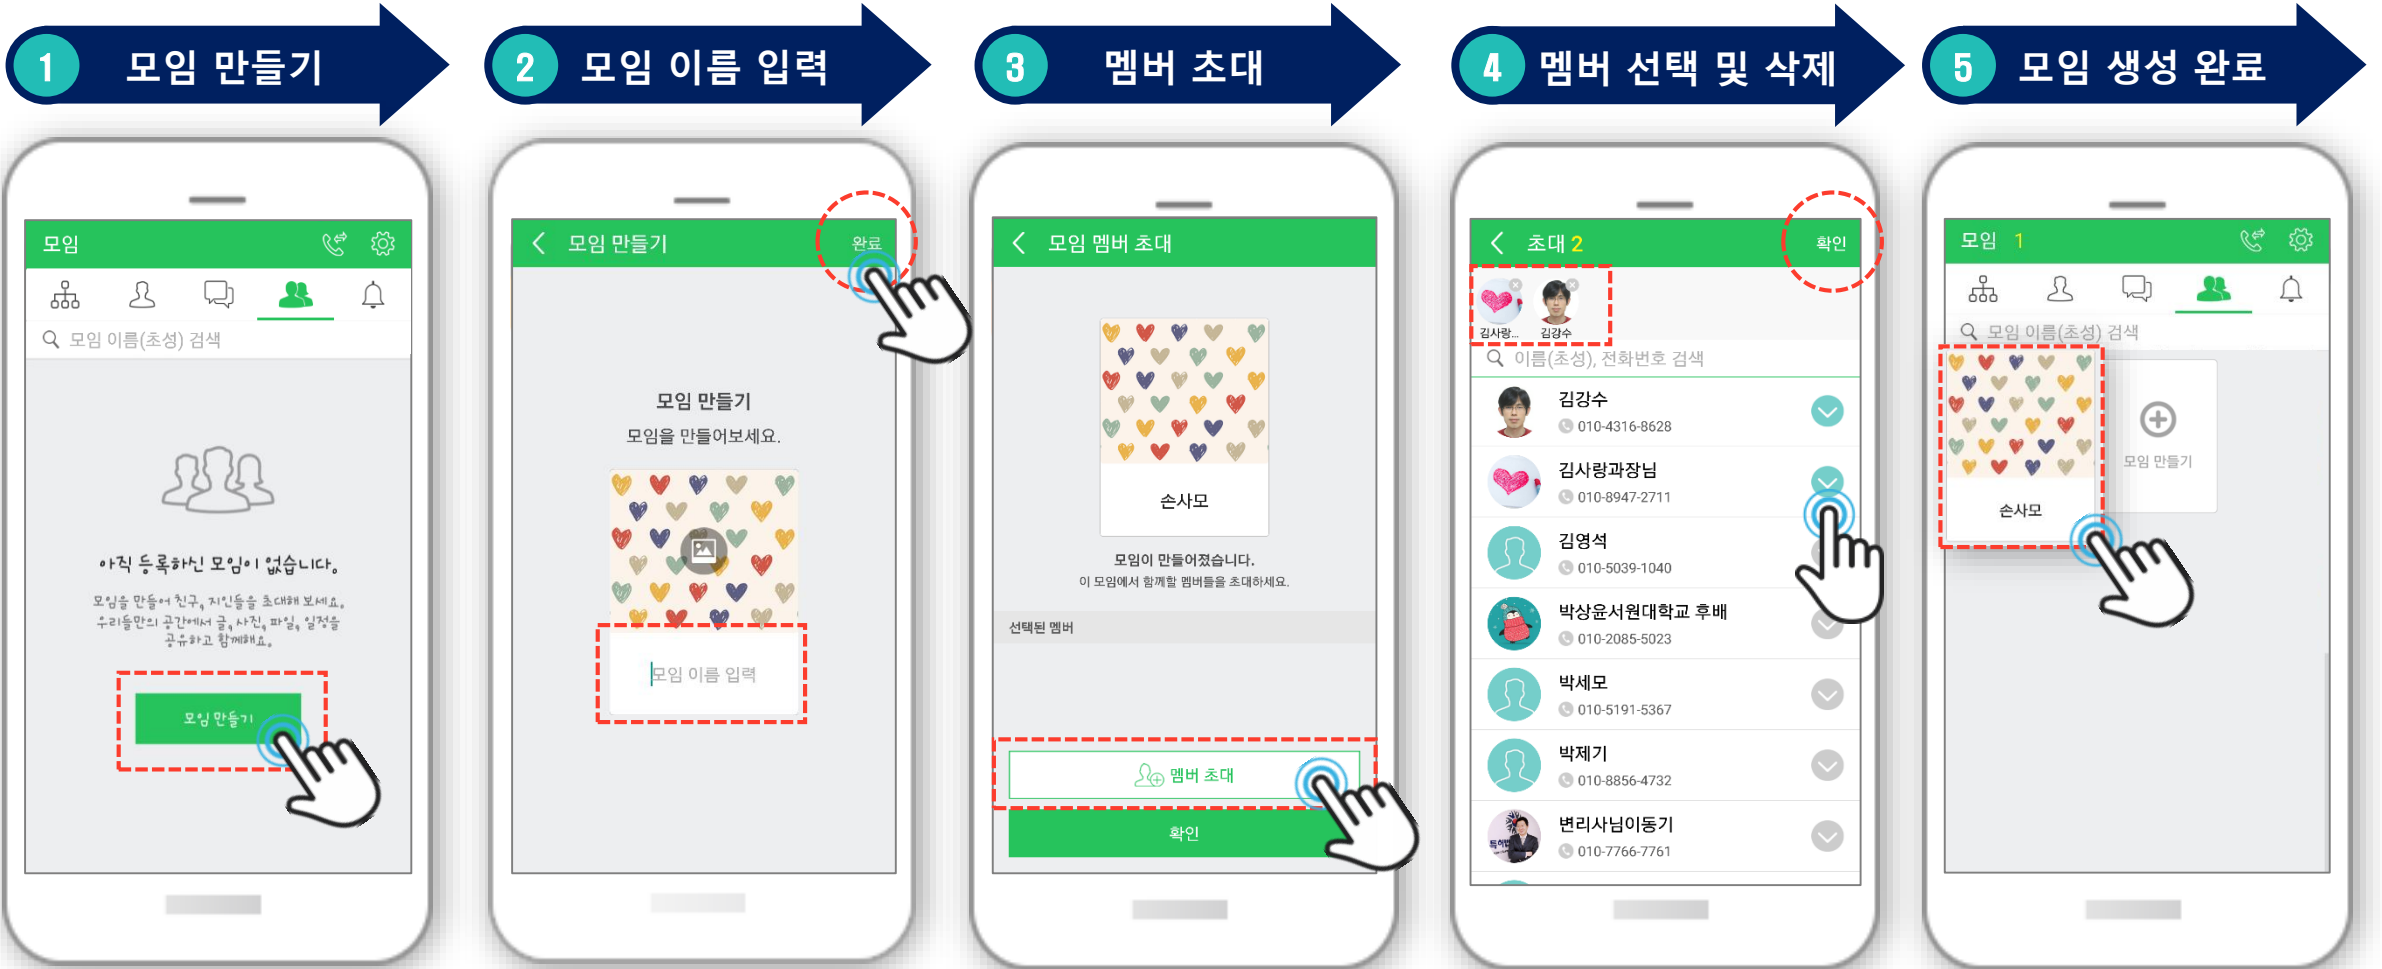 1 모임 만들기
2 모임 이름 입력
3 멤버 초대
4 멤버 선택 및 삭제
5 모임 생성 완료
모임
모임 이름(초성) 검색
아직 등록하신 모임이 없습니다.
모임을 만들어 친구, 지인들을 초대해 보세요.
우리들만의 공간에서 글, 사진, 파일, 일정을
공유하고 함께해요.
모임 만들기
모임 만들기
완료
모임 만들기
모임을 만들어보세요.
모임 이름 입력
모임 멤버 초대
손사모
모임이 만들어졌습니다.
이 모임에서 함께할 멤버들을 초대하세요.
선택된 멤버
멤버 초대
확인
초대 2
확인
김사랑... 김강수
이름(초성), 전화번호 검색
김강수
010-4316-8628
김사랑과장님
010-8947-2711
김영석
010-5039-1040
박상윤서원대학교 후배
010-2085-5023
박세모
010-5191-5367
박제기
010-8856-4732
변리사님이동기
010-7766-7761
모임 1
모임 이름(초성) 검색
손사모
모임 만들기